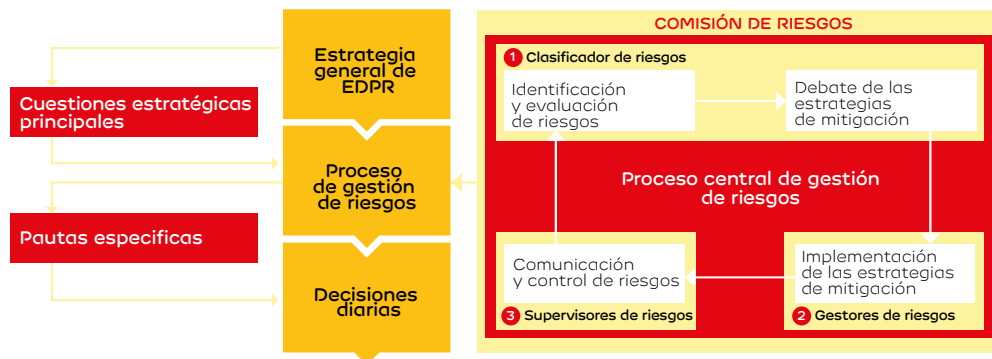 Cuestiones estratégicas
principales
Pautas especificas
Estrategia
general de
EDPR
Proceso
de gestión
de riesgos
Decisiones
diarias
COMISIÓN DE RIESGOS
1 Clasificador de riesgos
Identificación
y evaluación
de riesgos
Debate de las
estrategias
de mitigación
Proceso central de gestión
de riesgos
Comunicación
y control de riesgos
3 Supervisores de riesgos
Implementación
de las estrategias
de mitigación
2 Gestores de riesgos